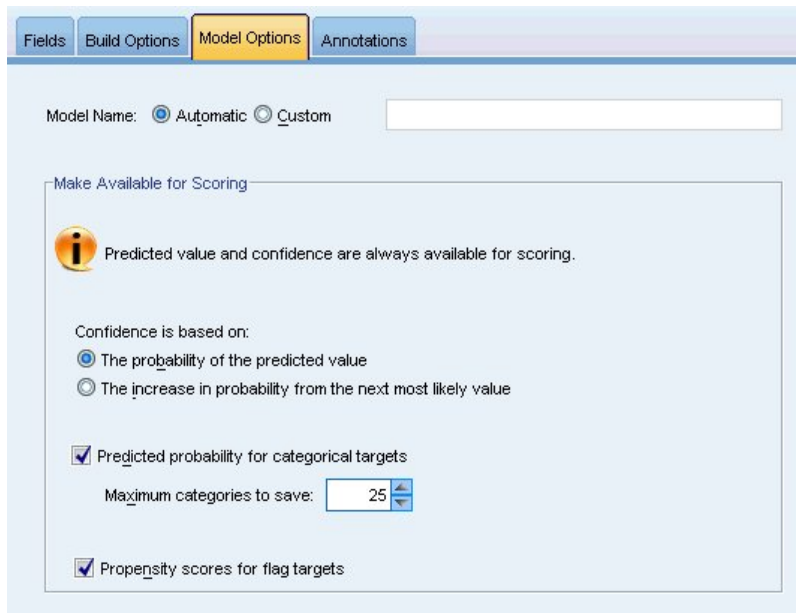 Fields Build Options Model Options Annotations
Model Name: Automatic Custom
Make Available for Scoring
i Predicted value and confidence are always available for scoring.
Confidence is based on:
The probability of the predicted value
The increase in probability from the next most likely value
Predicted probability for categorical targets
Maximum categories to save: 25
Propensity scores for flag targets